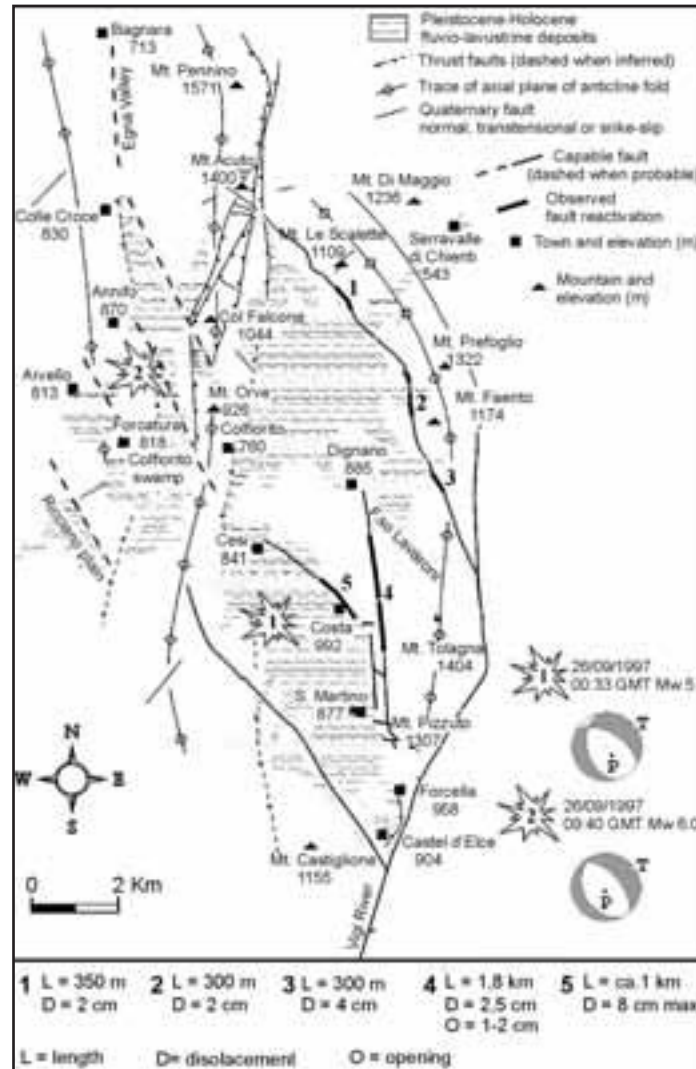 Pleistocene-Holocene
fluvio-lavustrine deposits
Thrust faults (dashed when inferred)
Trace of axial plane of anticline fold
Quaternary fault
normal, transtensional or srike-slip
Capable fault
(dashed when probable)
Observed
fault reactivation
Town and elevation (m)
Mountain and
elevation (m)
Bagnara
713
Mt. Pennino
1571
Egna Valley
Mt. Acuto
1400
Mt. Di Maggio
1236
Colle Croce
830
Mt. Le Scalette
1109
Serravalle
di Chienti
543
1
Annifo
870
Col Falcone
1044
Mt. Prefoglio
1322
2
Arvello
813
Mt. Orve
926
2
Mt. Faento
1174
Forcatura
818
Colfiorito
760
Colfiorito
swamp
Dignano
885
3
plain
Cesi
841
5
4
1
Costa
992
Mt. Tolagna
1404
S. Martino
877
Mt. Pizzuto
1307
26/09/1997
00:33 GMT Mw 5
T
P
N
W E
S
Forcella
958
26/09/1997
09:40 GMT Mw 6.0
Castel d'Elce
904
Mt. Castiglione
1155
T
P
0 2 Km
Vigi River
1 L = 350 m
D = 2 cm
2 L = 300 m
D = 2 cm
3 L = 300 m
D = 4 cm
4 L = 1,8 km
D = 2,5 cm
O = 1-2 cm
5 L = ca.1 km
D = 8 cm max
L = length D= disolacement O = opening